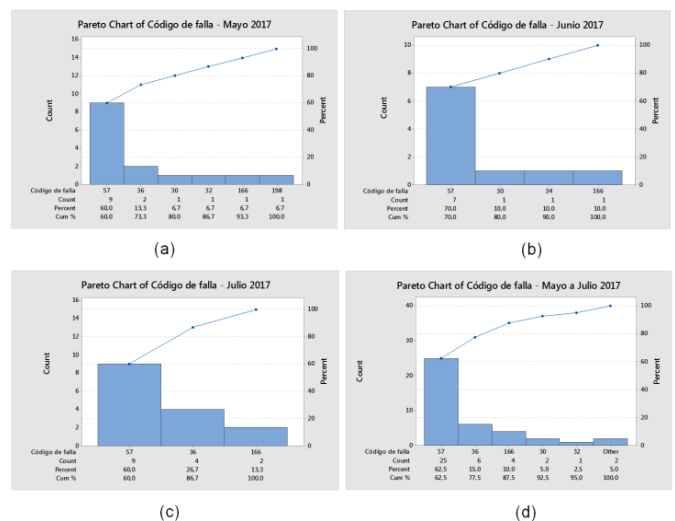 Pareto Chart of Código de falla - Mayo 2017
16
14
12
10
8
6
4
2
0
Count
100
80
60
40
20
0
Percent
Código de falla 57 36 30 32 166 198
Count 9 2 1 1 1 1
Percent 60,0 13,3 6,7 6,7 6,7 6,7
Cum % 60,0 73,3 80,0 86,7 93,3 100,0
(a)
Pareto Chart of Código de falla - Junio 2017
10
8
6
4
2
0
Count
100
80
60
40
20
0
Percent
Código de falla 57 30 34 166
Count 7 1 1 1
Percent 70,0 10,0 10,0 10,0
Cum % 70,0 80,0 90,0 100,0
(b)
Pareto Chart of Código de falla - Julio 2017
16
14
12
10
8
6
4
2
0
Count
100
80
60
40
20
0
Percent
Código de falla 57 36 166
Count 9 4 2
Percent 60,0 26,7 13,3
Cum % 60,0 86,7 100,0
(c)
Pareto Chart of Código de falla - Mayo a Julio 2017
40
30
20
10
0
Count
100
80
60
40
20
0
Percent
Código de falla 57 36 166 30 32 Other
Count 25 6 4 2 1 2
Percent 62,5 15,0 10,0 5,0 2,5 5,0
Cum % 62,5 77,5 87,5 92,5 95,0 100,0
(d)